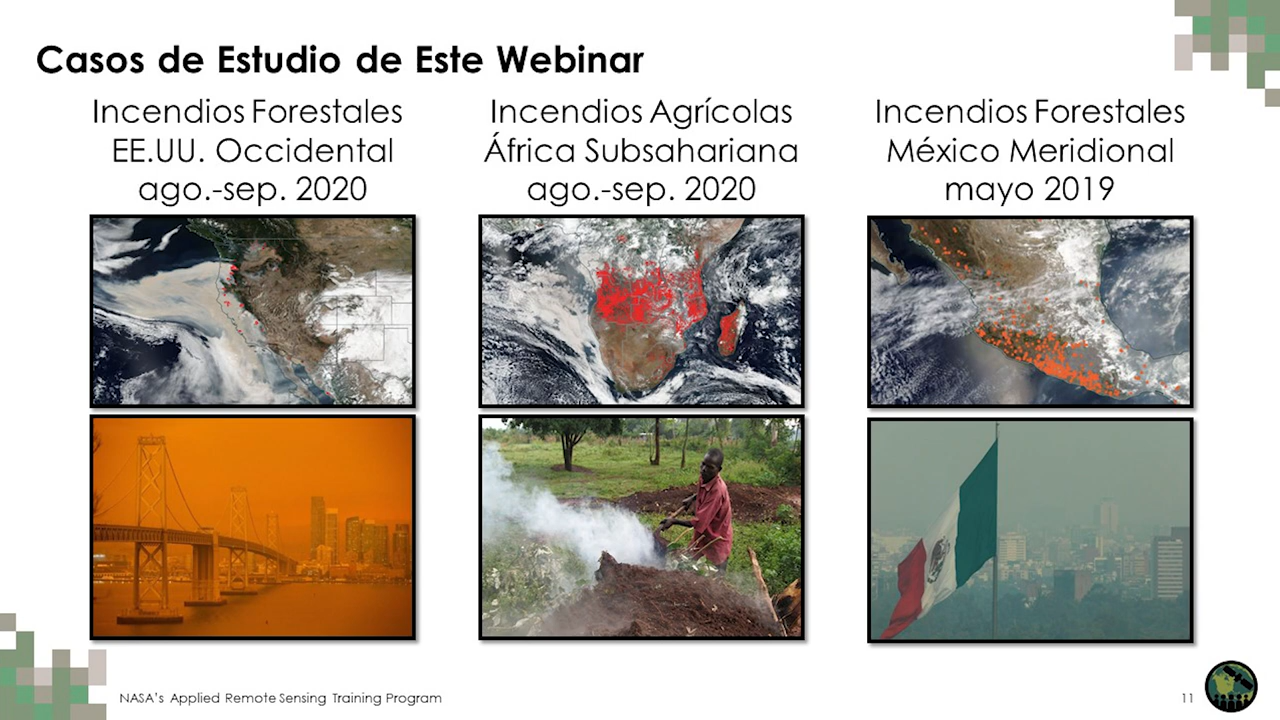 Casos de Estudio de Este Webinar
Incendios Forestales
EE.UU. Occidental
ago.-sep. 2020
Incendios Agrícolas
África Subsahariana
ago.-sep. 2020
Incendios Forestales
México Meridional
mayo 2019
NASA's Applied Remote Sensing Training Program
11